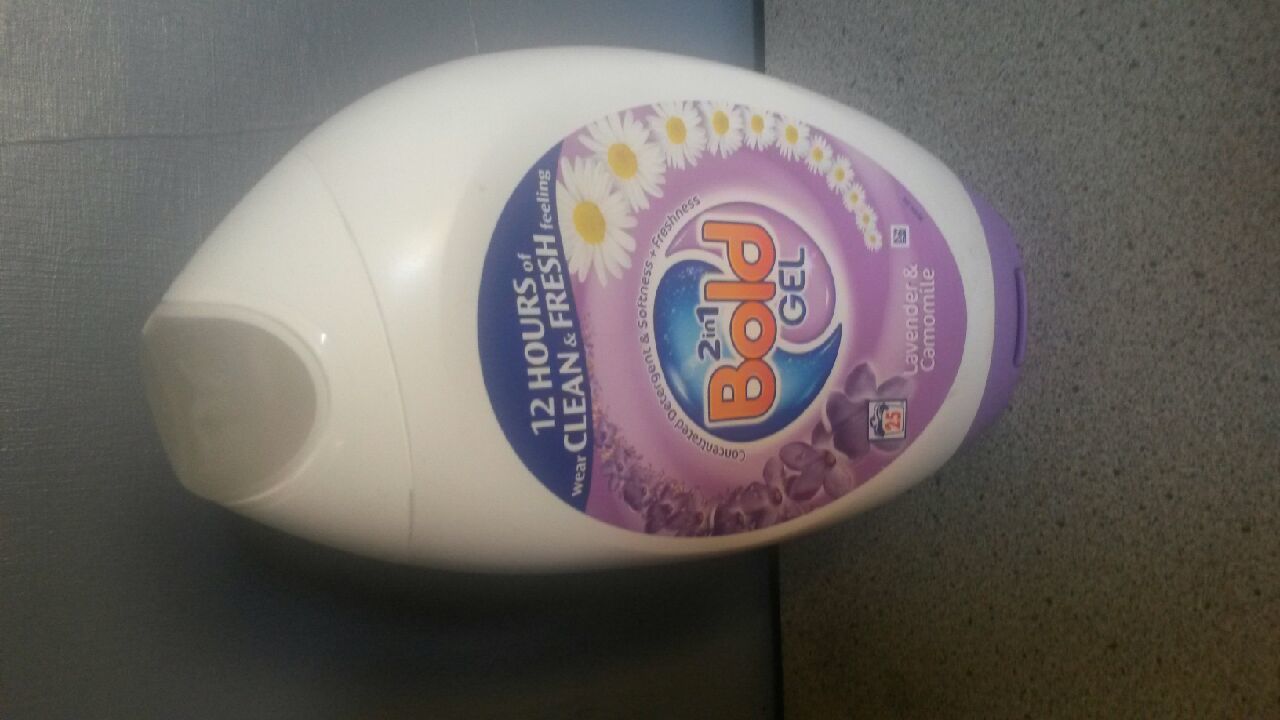 12 HOURS of
wear CLEAN & FRESH feeling
Concentrated Detergent & Softness + Freshness
2in1
Bold
GEL
Lavender &
Camomile
25